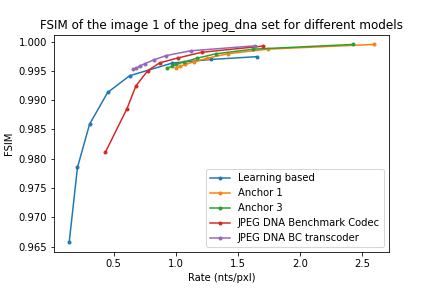 FSIM of the image 1 of the jpeg_dna set for different models
1.000
0.995
0.990
0.985
0.980
0.975
0.970
0.965
FSIM
Learning based
Anchor 1
Anchor 3
JPEG DNA Benchmark Codec
JPEG DNA BC transcoder
0.5 1.0 1.5 2.0 2.5
Rate (nts/pxl)